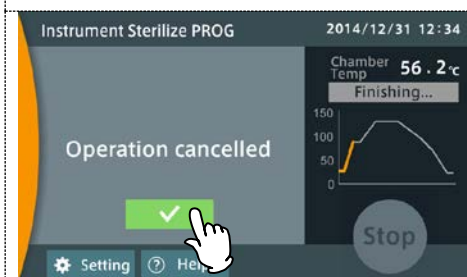 Instrument Sterilize PROG
2014/12/31 12:34
Chamber
Temp 56.2℃
Finishing...
150
100
50
0
Operation cancelled
Stop
Setting
? Help